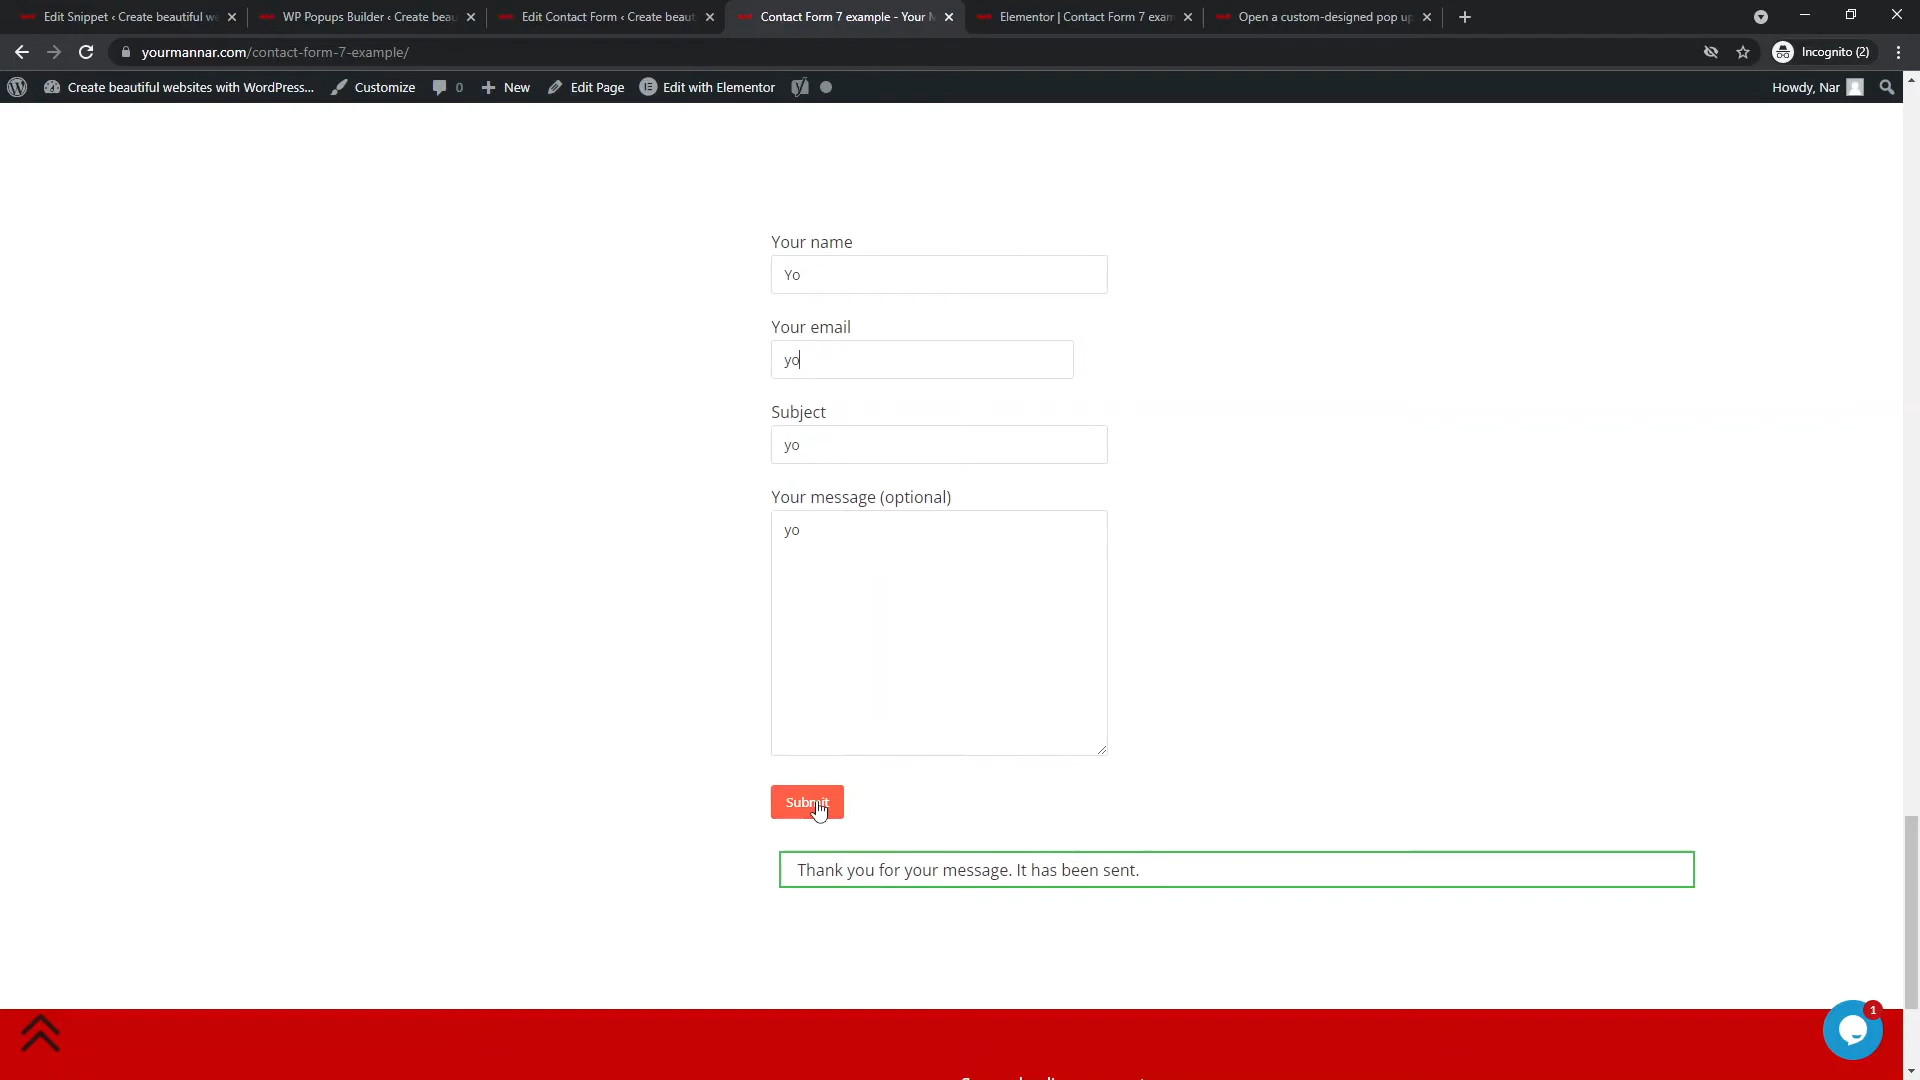 Edit Snippet ‹ Create beautiful we
WP Popups Builder ‹ Create beau
Edit Contact Form ‹ Create beaut
Contact Form 7 example - Your M
Elementor | Contact Form 7 exam
Open a custom-designed pop up
yourmannar.com/contact-form-7-example/
Incognito (2)
Create beautiful websites with WordPress...
Customize
0
New
Edit Page
Edit with Elementor
Howdy, Nar
Your name
Yo
Your email
yo
Subject
yo
Your message (optional)
yo
Submit
Thank you for your message. It has been sent.
1